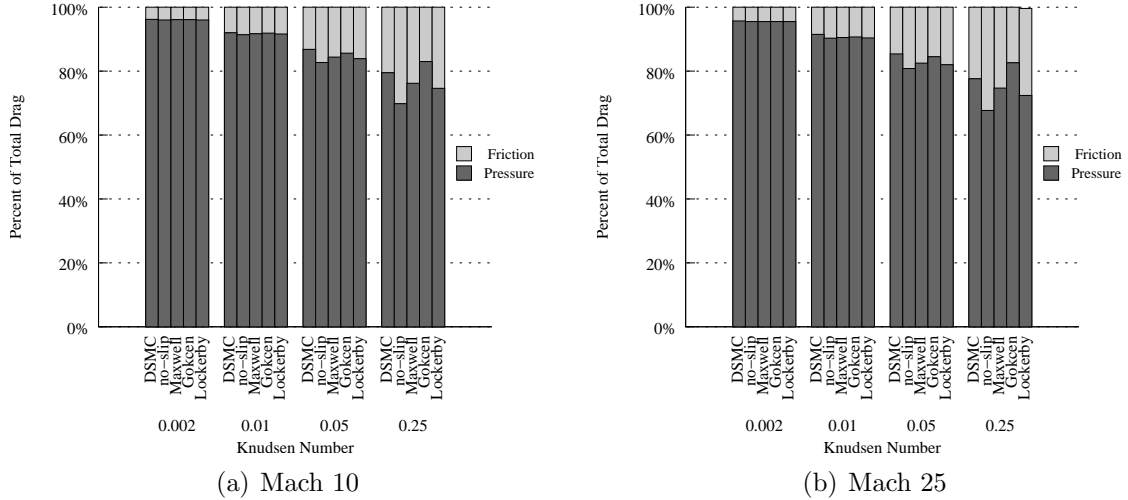 100%
80%
60%
40%
20%
0%
Percent of Total Drag
Friction
Pressure
DSMC
no-slip
Maxwell
Gokcen
Lockerby
DSMC
no-slip
Maxwell
Gokcen
Lockerby
DSMC
no-slip
Maxwell
Gokcen
Lockerby
DSMC
no-slip
Maxwell
Gokcen
Lockerby
0.002 0.01 0.05 0.25
Knudsen Number
(a) Mach 10
100%
80%
60%
40%
20%
0%
Percent of Total Drag
Friction
Pressure
DSMC
no-slip
Maxwell
Gokcen
Lockerby
DSMC
no-slip
Maxwell
Gokcen
Lockerby
DSMC
no-slip
Maxwell
Gokcen
Lockerby
DSMC
no-slip
Maxwell
Gokcen
Lockerby
0.002 0.01 0.05 0.25
Knudsen Number
(b) Mach 25